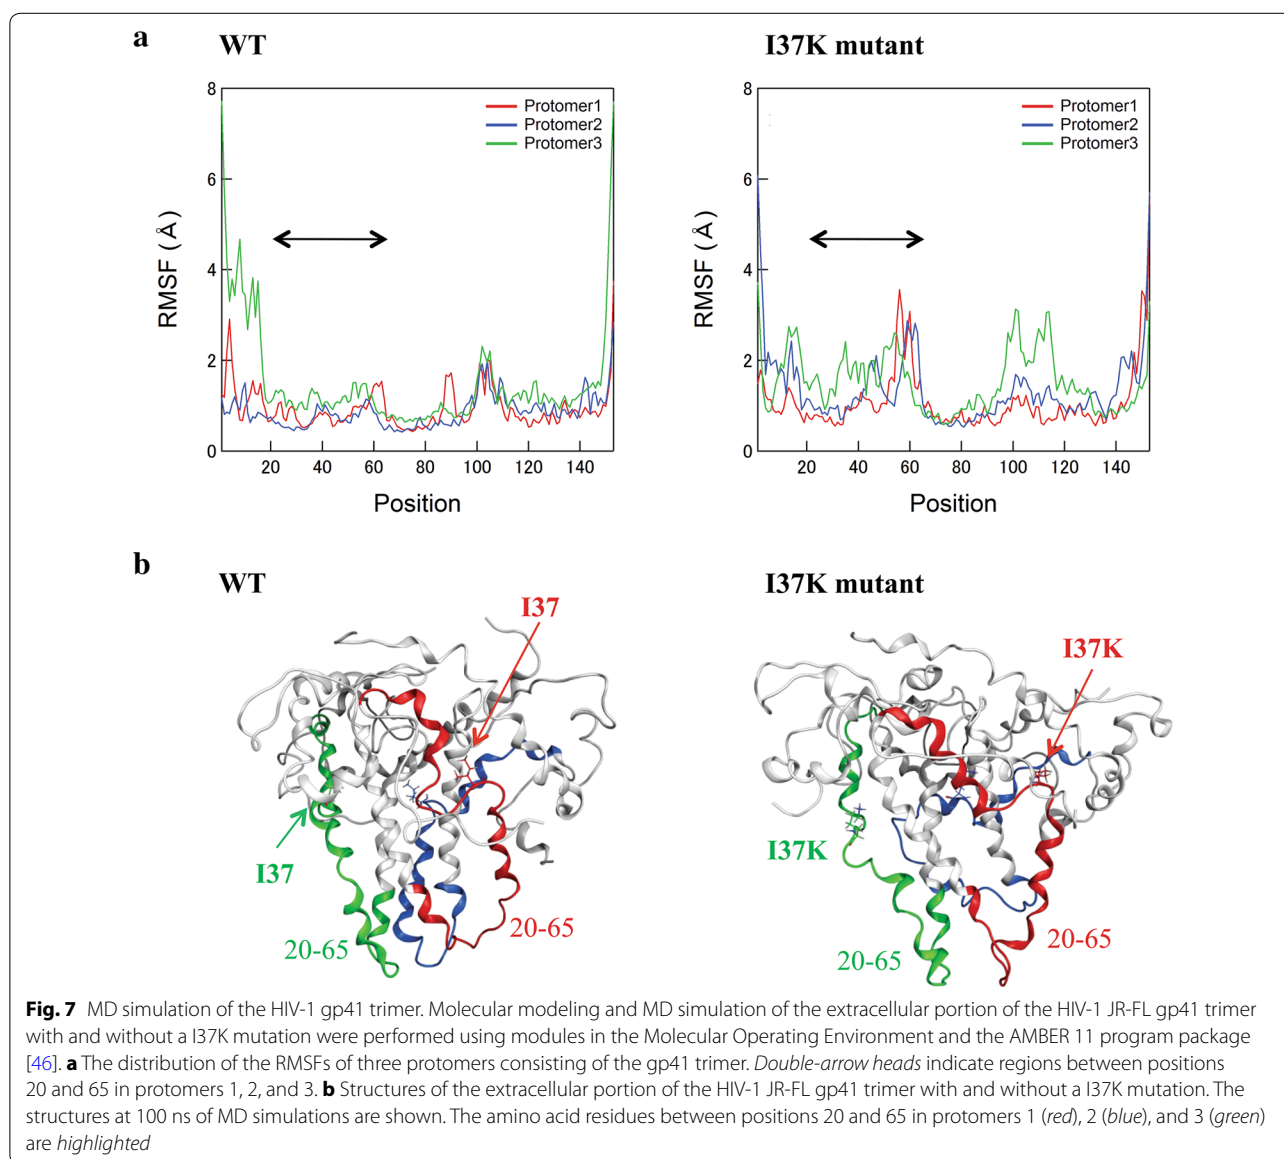 a
WT
I37K mutant
8
6
4
2
0
RMSF (Å)
20 40 60 80 100 120 140
Position
Protomer1
Protomer2
Protomer3
8
6
4
2
0
RMSF (Å)
20 40 60 80 100 120 140
Position
Protomer1
Protomer2
Protomer3
b
WT
I37K mutant
I37
I37
20-65
20-65
I37K
I37K
20-65
20-65
Fig. 7 MD simulation of the HIV-1 gp41 trimer. Molecular modeling and MD simulation of the extracellular portion of the HIV-1 JR-FL gp41 trimer
with and without a I37K mutation were performed using modules in the Molecular Operating Environment and the AMBER 11 program package
[46]. a The distribution of the RMSFs of three protomers consisting of the gp41 trimer. Double-arrow heads indicate regions between positions
20 and 65 in protomers 1, 2, and 3. b Structures of the extracellular portion of the HIV-1 JR-FL gp41 trimer with and without a I37K mutation. The
structures at 100 ns of MD simulations are shown. The amino acid residues between positions 20 and 65 in protomers 1 (red), 2 (blue), and 3 (green)
are highlighted